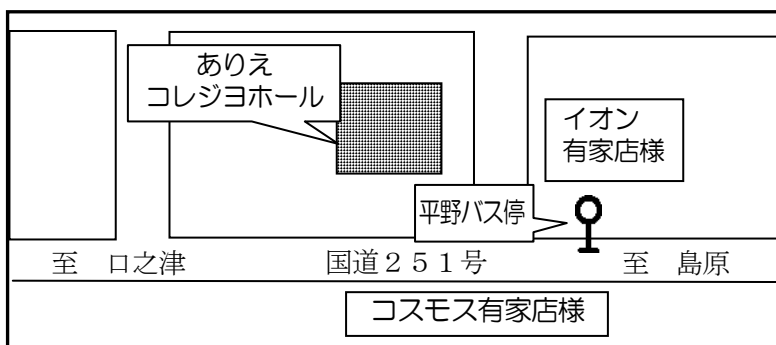 ありえ
コレジヨホール
イオン
有家店様
平野バス停
至　口之津
国道２５１号
至　島原
コスモス有家店様